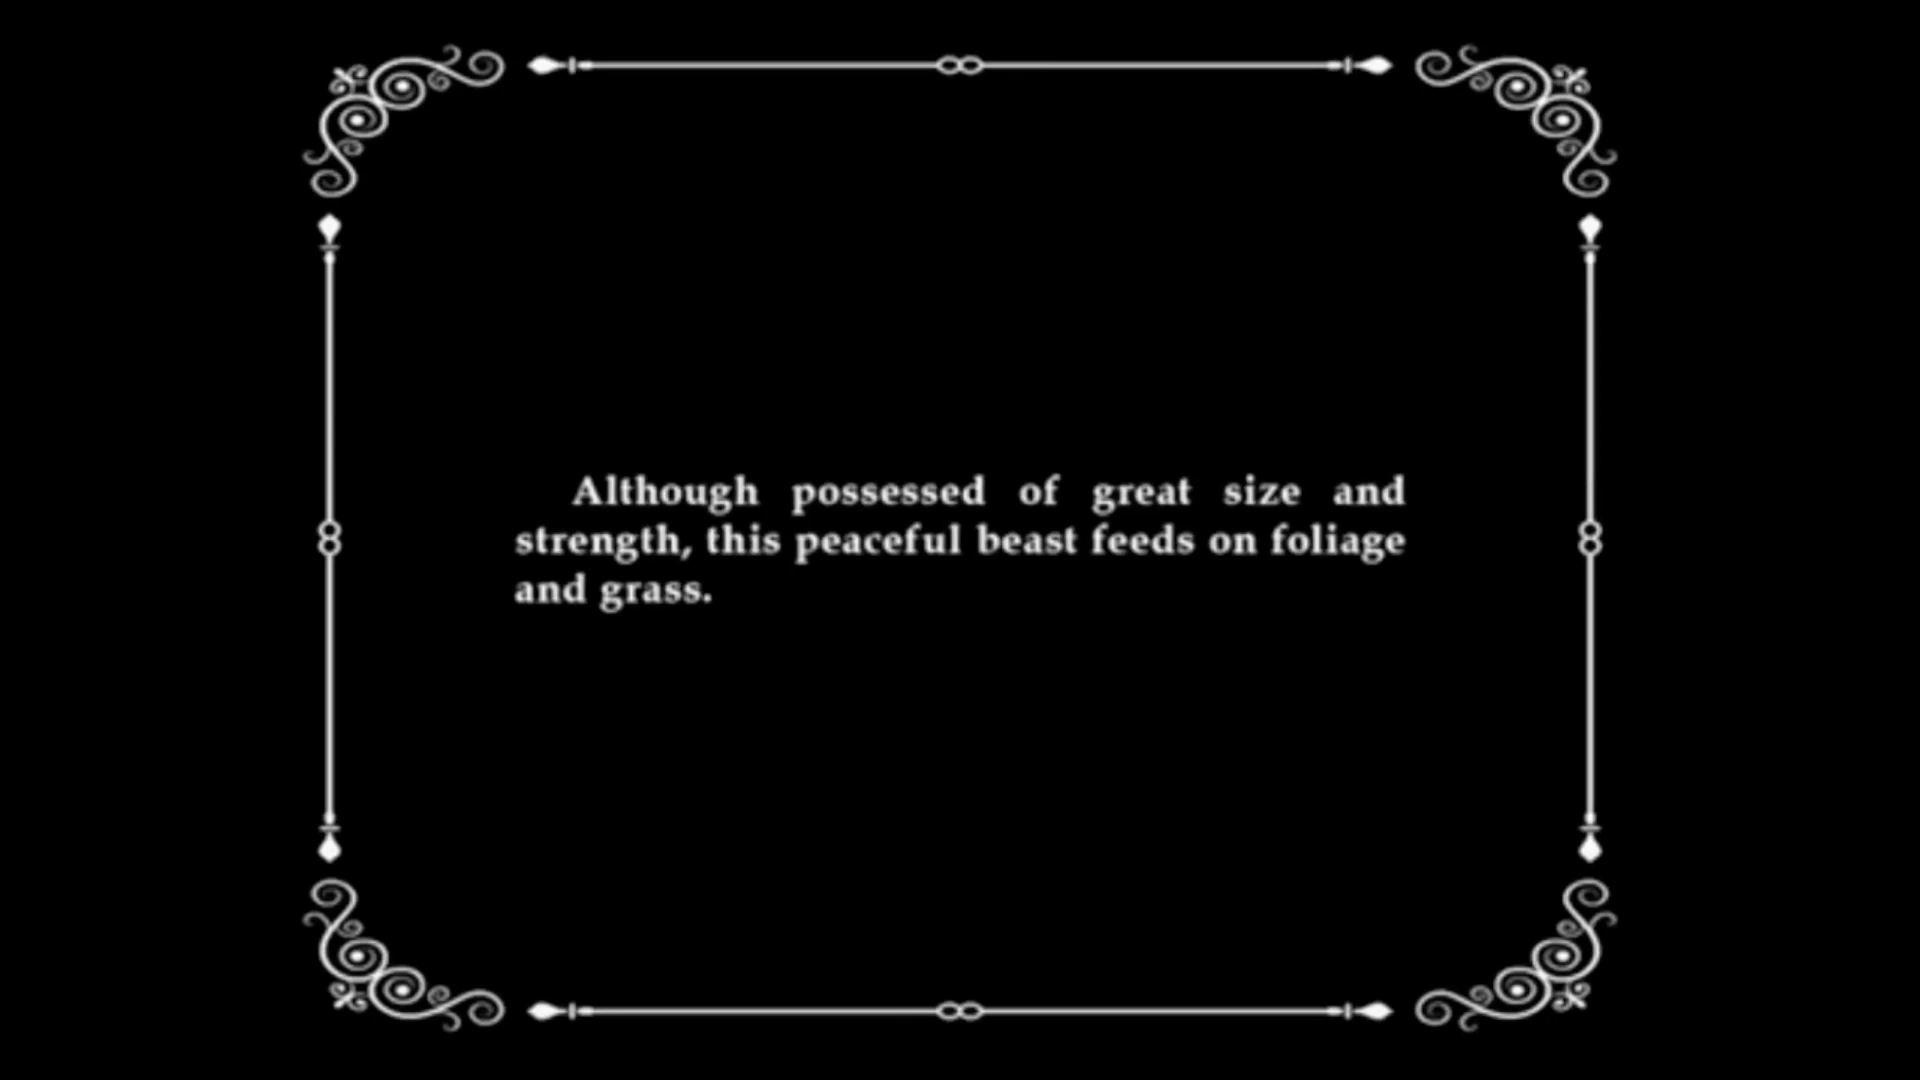 Although possessed of great size and
strength, this peaceful beast feeds on foliage
and grass.